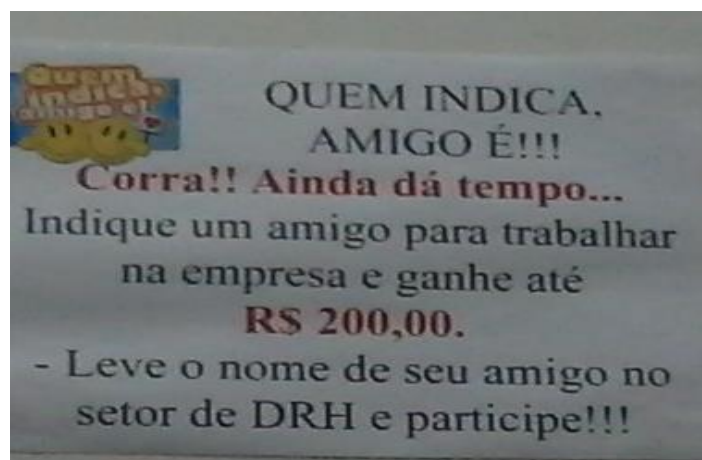 Quem
indica,
amigo é!
QUEM INDICA,
AMIGO É!!!
Corra!! Ainda dá tempo...
Indique um amigo para trabalhar
na empresa e ganhe até
R$ 200,00.
- Leve o nome de seu amigo no
setor de DRH e participe!!!